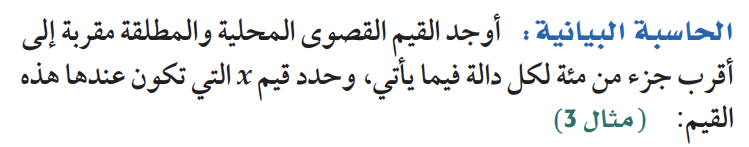 الحاسبة البيانية: أوجد القيم القصوى المحلية والمطلقة مقربة إلى
أقرب جزء من مئة لكل دالة فيما يأتي، وحدد قيم x التي تكون عندها هذه
القيم: (مثال 3)